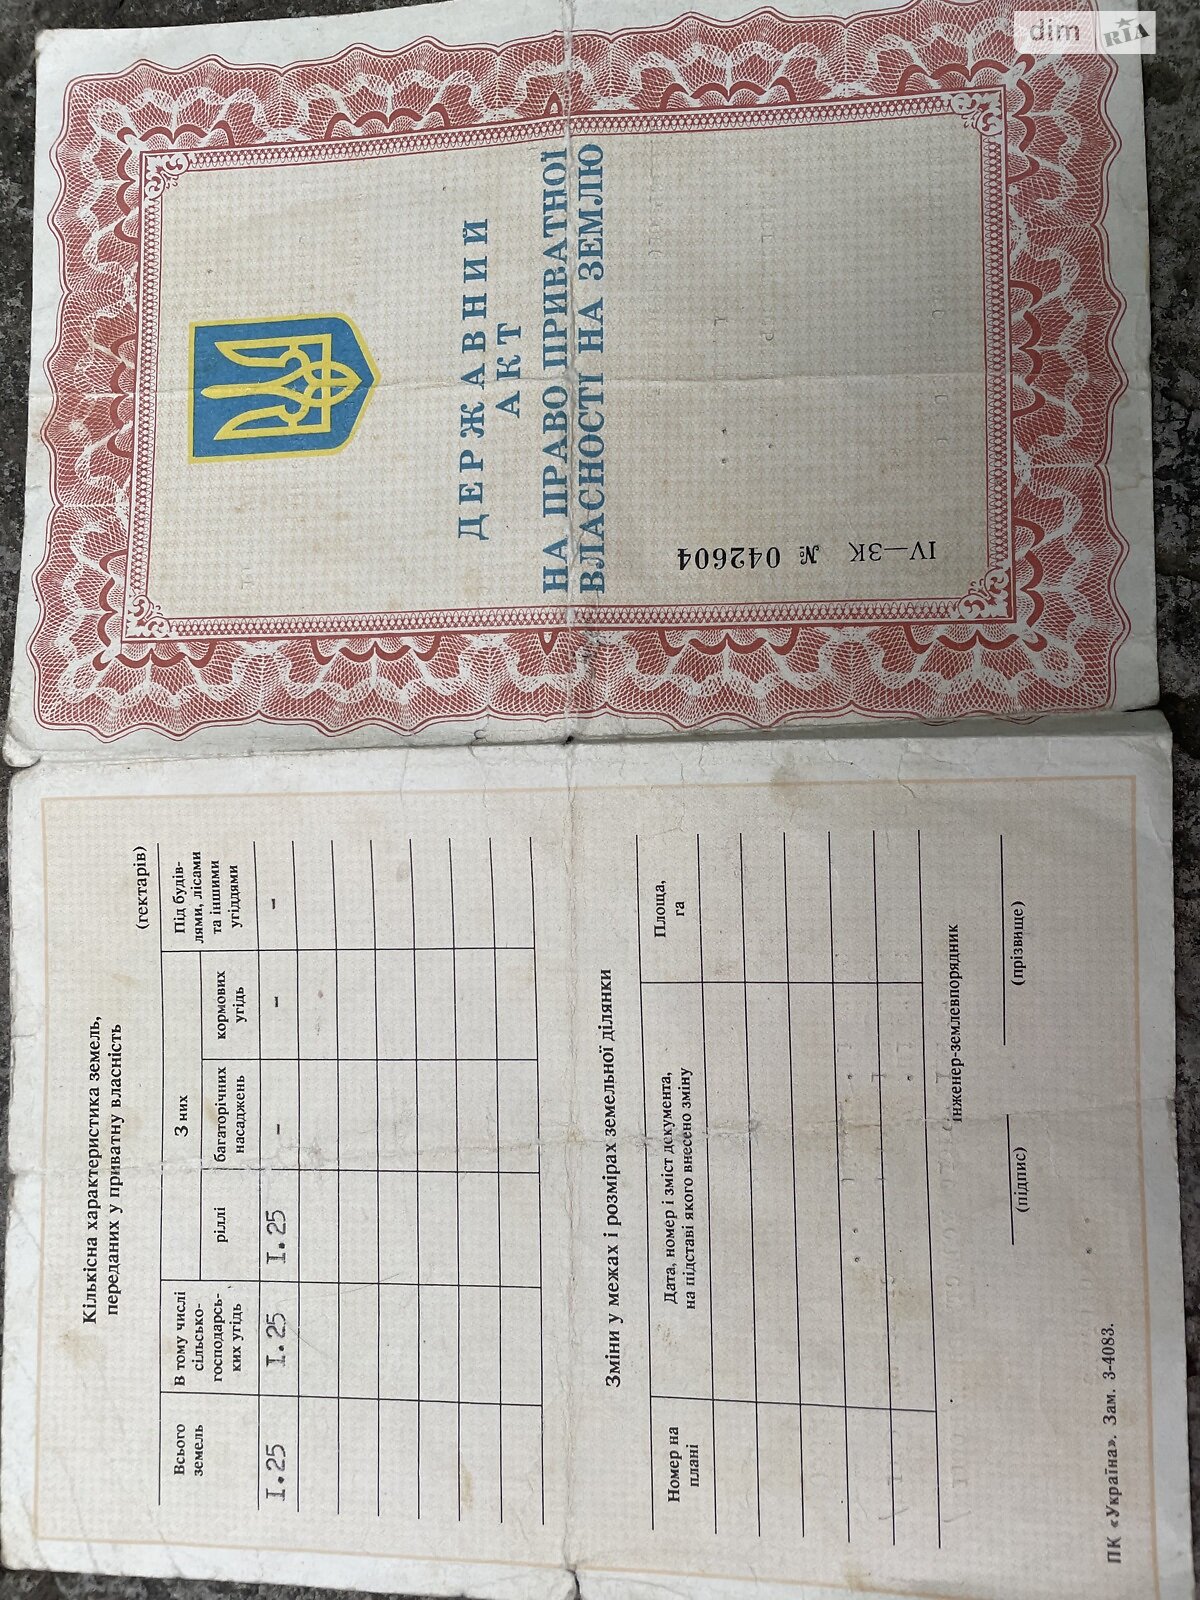 dim RIA
ДЕРЖАВНИЙ
АКТ
НА ПРАВО ПРИВАТНОЇ
ВЛАСНОСТІ НА ЗЕМЛЮ
IV—ЗК № 042604
Кількісна характеристика земель,
переданих у приватну власність
(гектарів)
Всього
земель
В тому числі
сільсько-
господарсь-
ких угідь
З них
ріллі
багаторічних
насаджень
кормових
угідь
Під будів-
лями, лісами
та іншими
угіддями
I.25 I.25 I.25 - - -
Зміни у межах і розмірах земельної ділянки
Номер на
плані
Дата, номер і зміст документа,
на підставі якого внесено зміну
Площа,
га
інженер-землевпорядник
(підпис) (прізвище)
ПК «Україна». Зам. 3-4083.